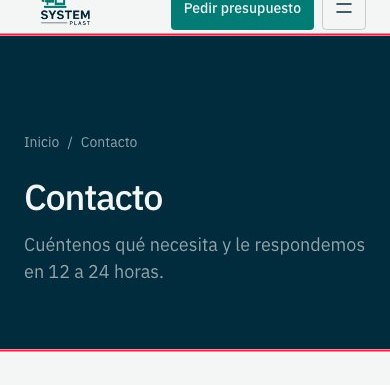 SYSTEM
PLAST
Pedir presupuesto
Inicio / Contacto
Contacto
Cuéntenos qué necesita y le respondemos
en 12 a 24 horas.